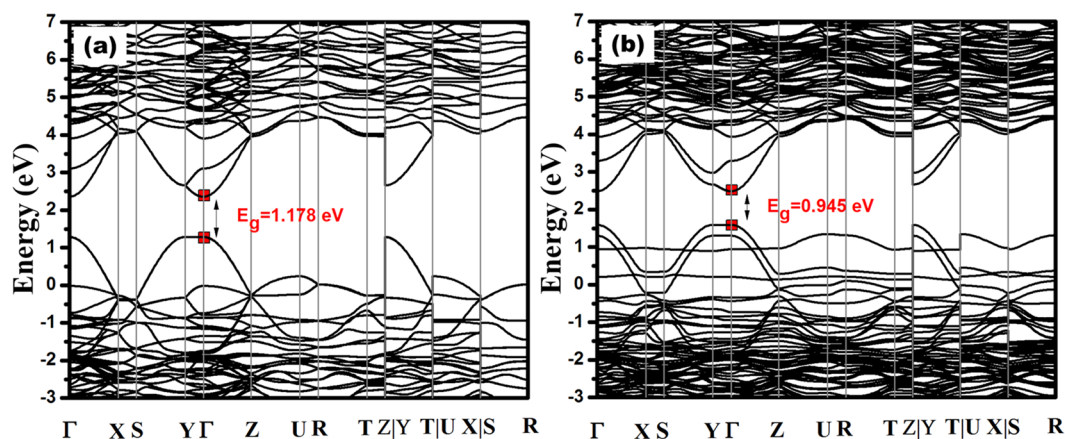 (a)
Energy (eV)
7
6
5
4
3
2
1
0
-1
-2
-3
Eg=1.178 eV
Γ X S Y Γ Z U R T Z|Y T|U X|S R
(b)
Energy (eV)
7
6
5
4
3
2
1
0
-1
-2
-3
Eg=0.945 eV
Γ X S Y Γ Z U R T Z|Y T|U X|S R